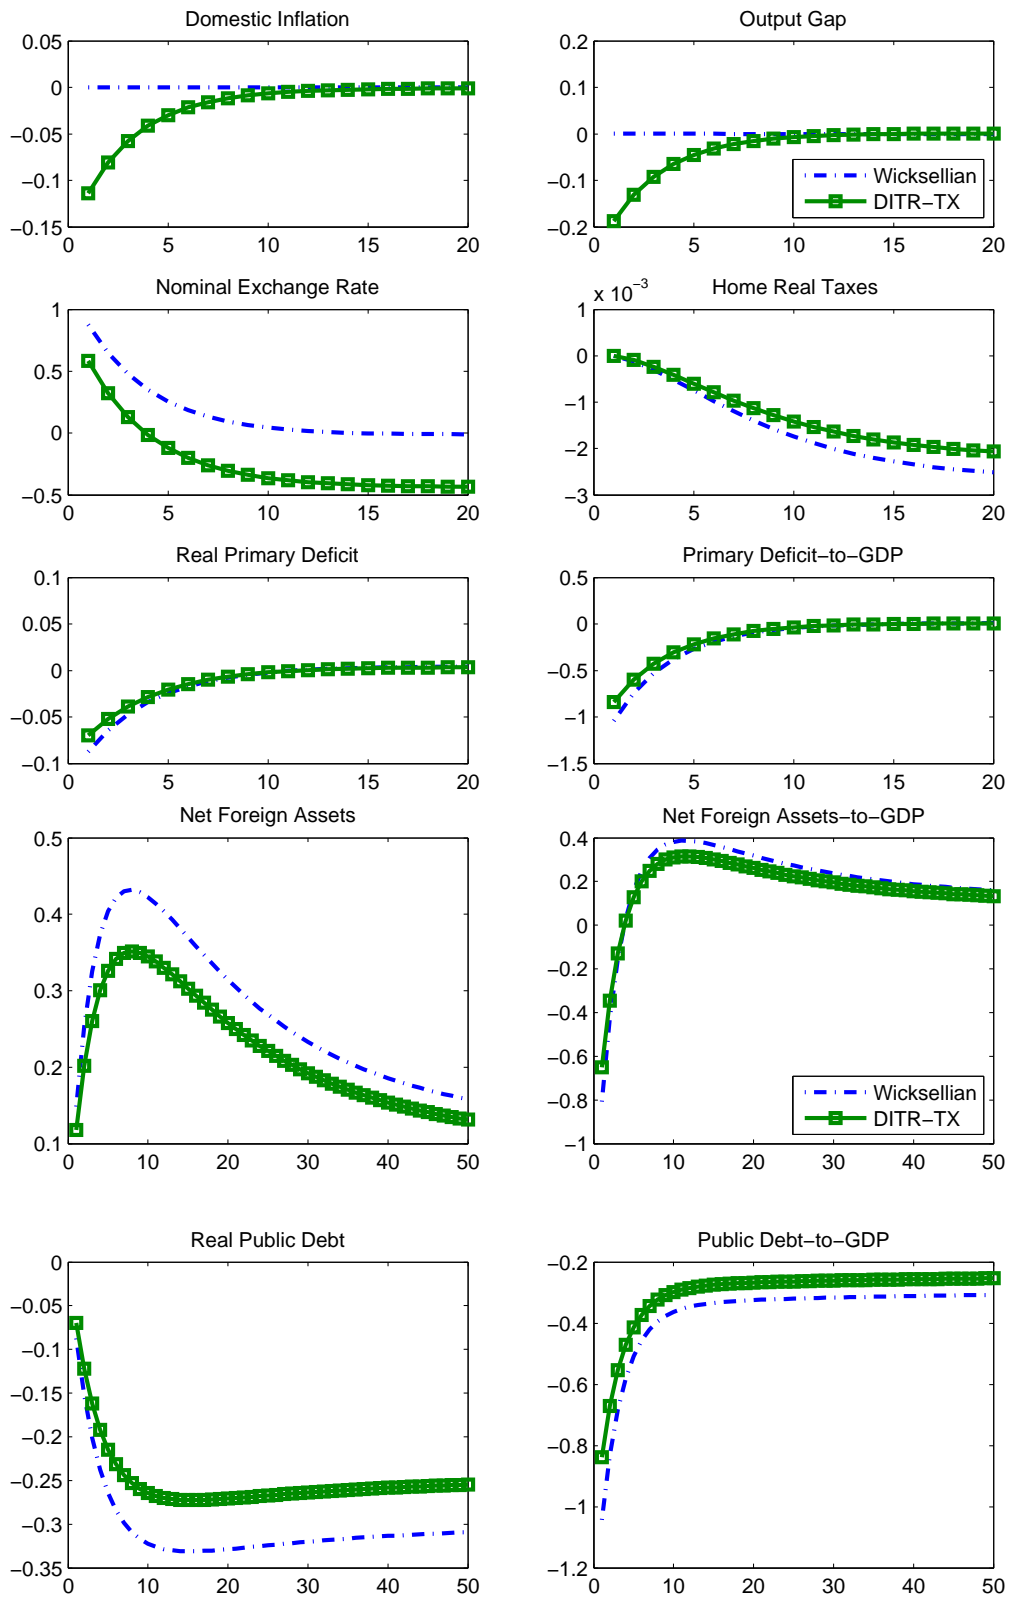 Domestic Inflation
0.05
0
−0.05
−0.1
−0.15
0 5 10 15 20
Output Gap
0.2
0.1
0
−0.1
−0.2
0 5 10 15 20
Wicksellian
DITR−TX
Nominal Exchange Rate
1
0.5
0
−0.5
0 5 10 15 20
Home Real Taxes
x 10−3
1
0
−1
−2
−3
0 5 10 15 20
Real Primary Deficit
0.1
0.05
0
−0.05
−0.1
0 5 10 15 20
Primary Deficit−to−GDP
0.5
0
−0.5
−1
−1.5
0 5 10 15 20
Net Foreign Assets
0.5
0.4
0.3
0.2
0.1
0 10 20 30 40 50
Net Foreign Assets−to−GDP
0.4
0.2
0
−0.2
−0.4
−0.6
−0.8
−1
0 10 20 30 40 50
Wicksellian
DITR−TX
Real Public Debt
0
−0.05
−0.1
−0.15
−0.2
−0.25
−0.3
−0.35
0 10 20 30 40 50
Public Debt−to−GDP
−0.2
−0.4
−0.6
−0.8
−1
−1.2
0 10 20 30 40 50